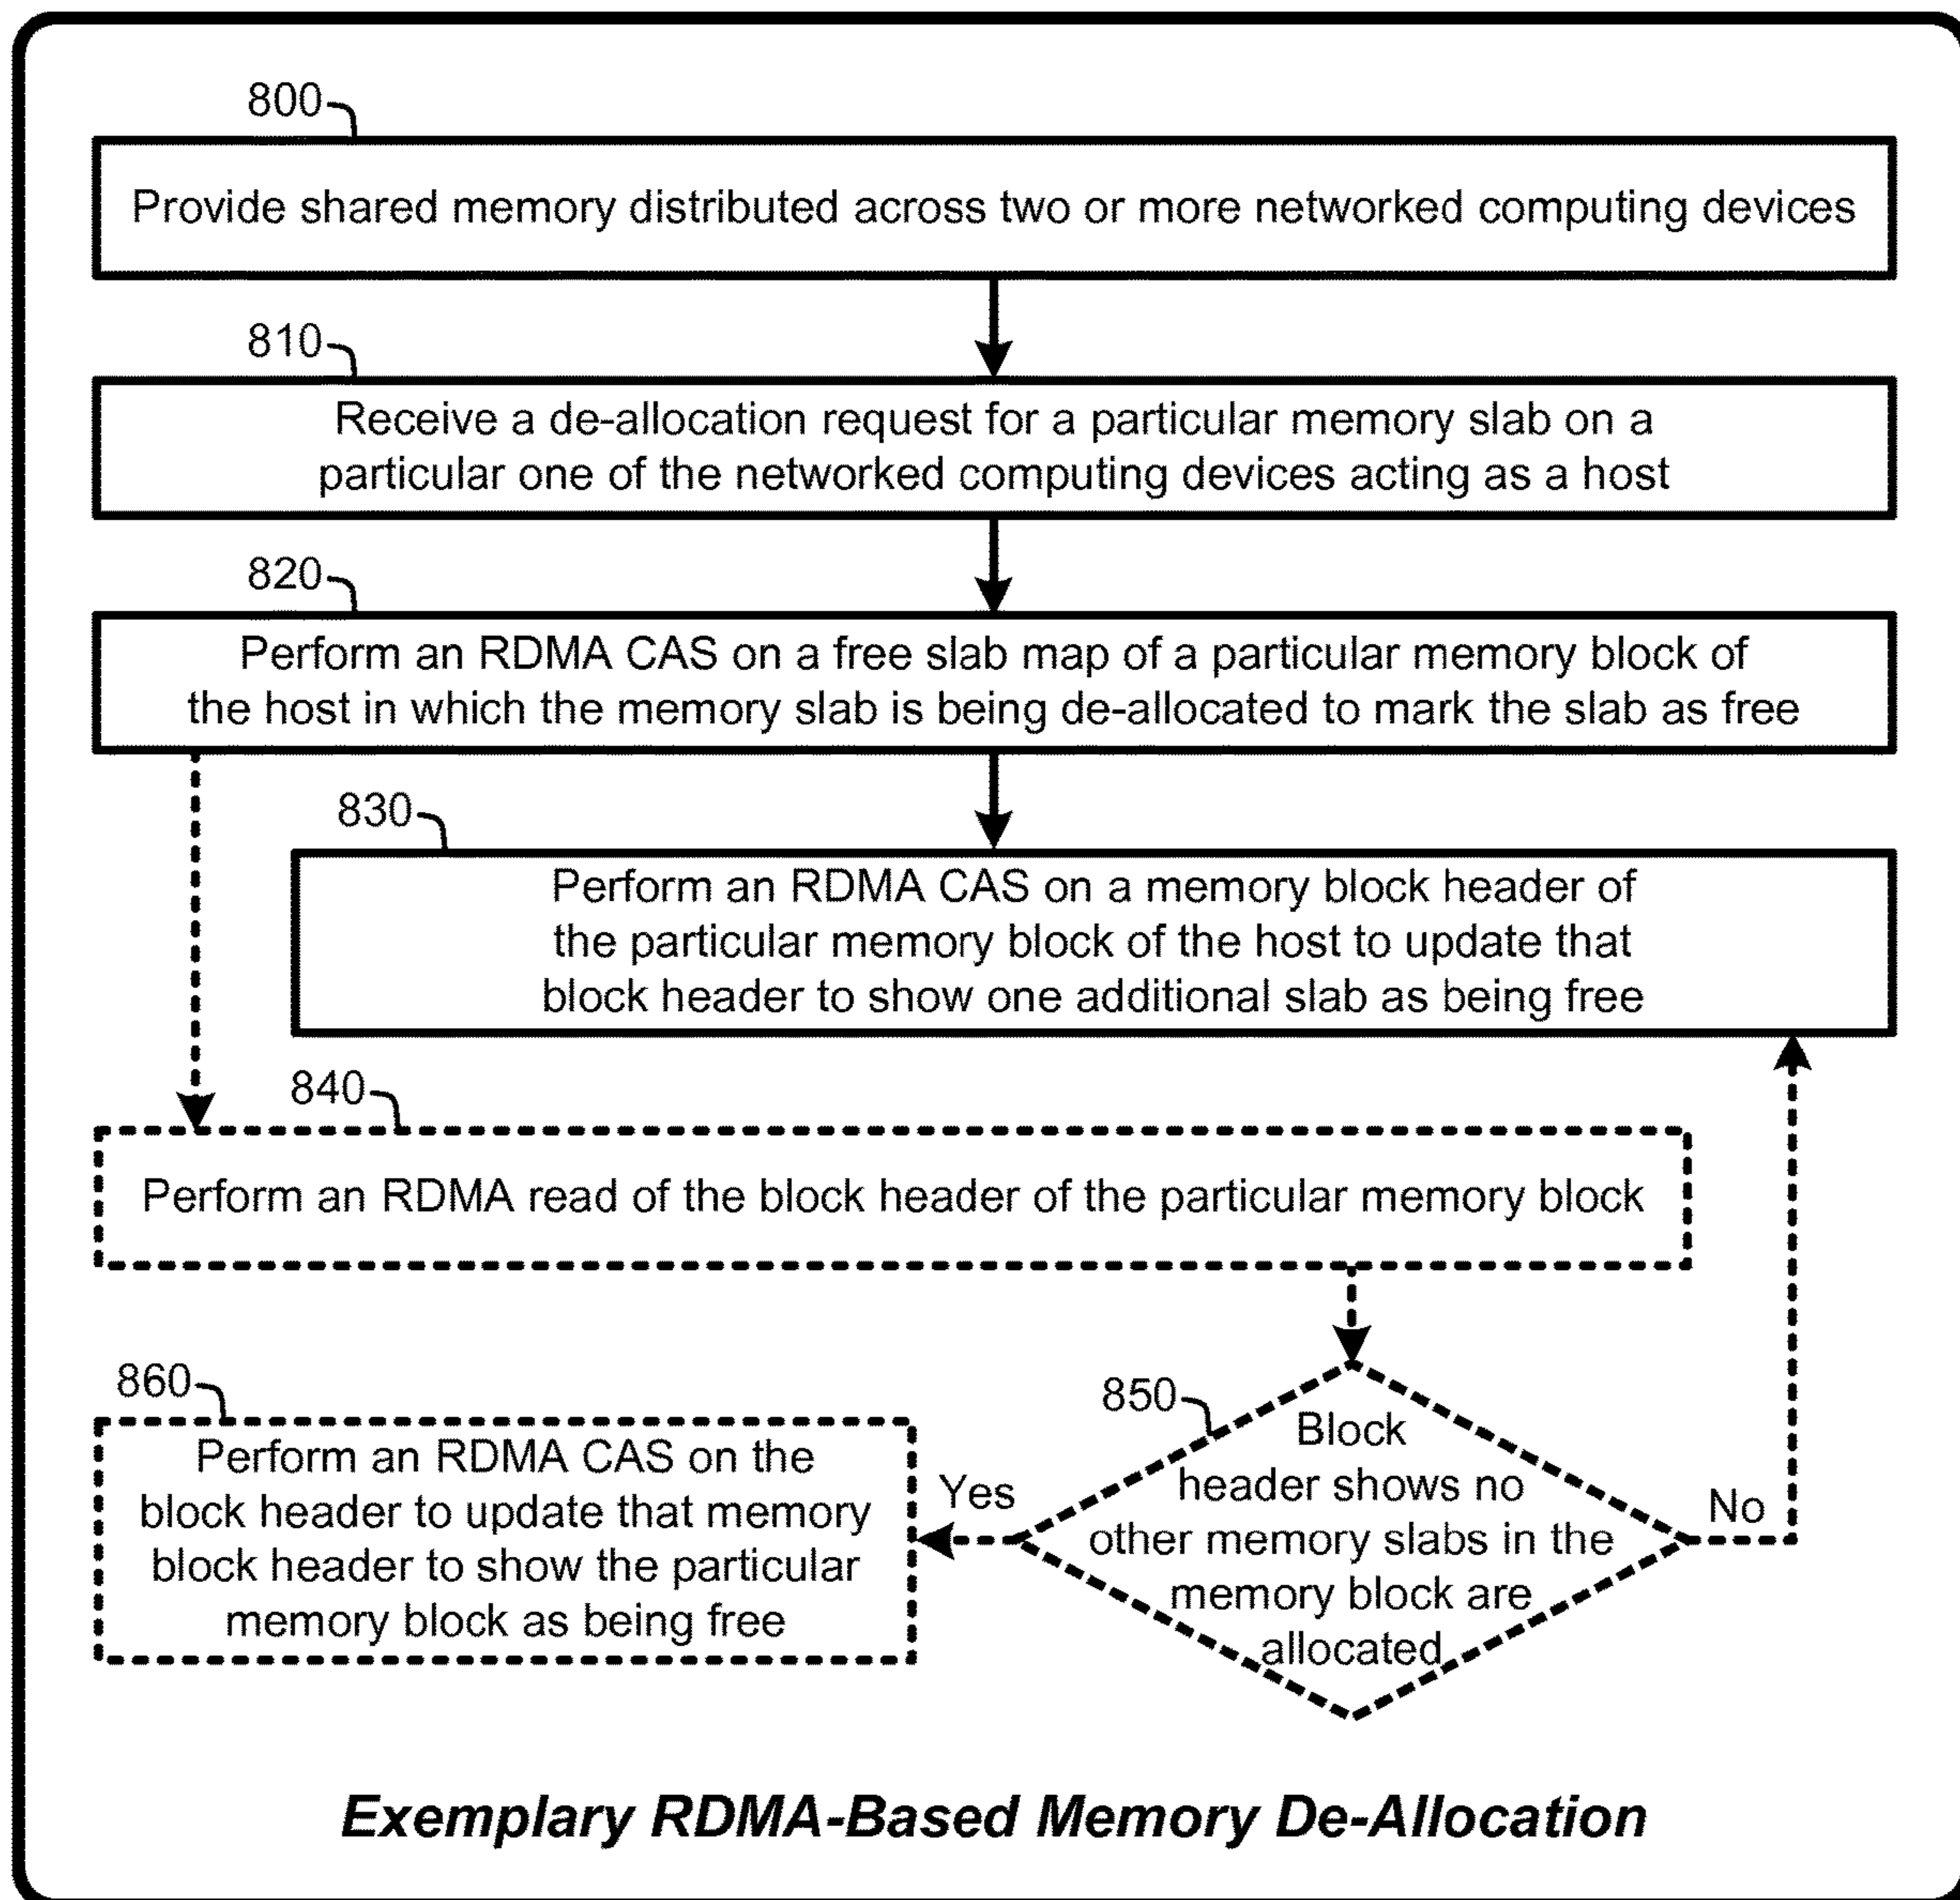 800
Provide shared memory distributed across two or more networked computing devices
810
Receive a de-allocation request for a particular memory slab on a
particular one of the networked computing devices acting as a host
820
Perform an RDMA CAS on a free slab map of a particular memory block of
the host in which the memory slab is being de-allocated to mark the slab as free
830
Perform an RDMA CAS on a memory block header of
the particular memory block of the host to update that
block header to show one additional slab as being free
840
Perform an RDMA read of the block header of the particular memory block
850
Block
header shows no
other memory slabs in the
memory block are
allocated
Yes
No
860
Perform an RDMA CAS on the
block header to update that memory
block header to show the particular
memory block as being free
Exemplary RDMA-Based Memory De-Allocation